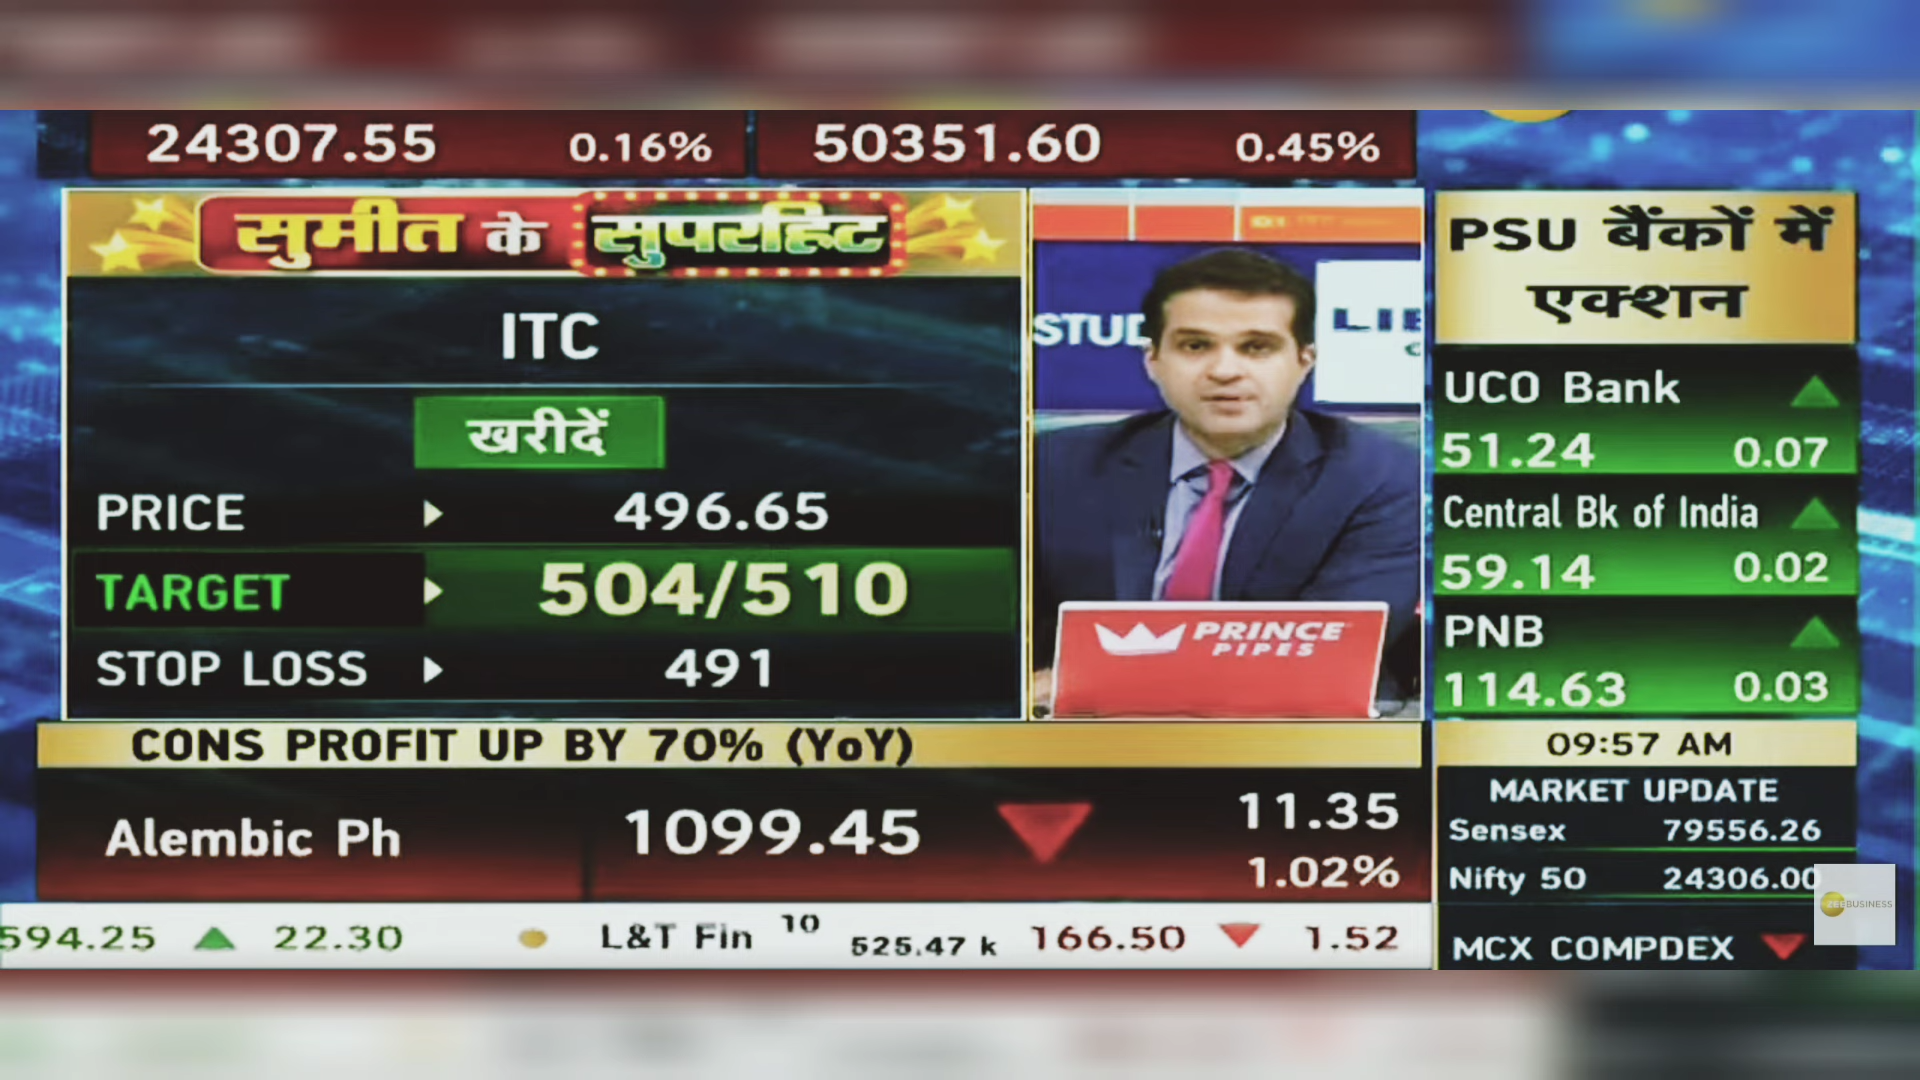 24307.55 0.16% 50351.60 0.45%
सुमीत के सुपरहिट
ITC
खरीदें
PRICE 496.65
TARGET 504/510
STOP LOSS 491
STUD
PRINCE
PIPES
PSU बैंकों में
एक्शन
UCO Bank
51.24 0.07
Central Bk of India
59.14 0.02
PNB
114.63 0.03
CONS PROFIT UP BY 70% (YoY)
Alembic Ph 1099.45 11.35
1.02%
09:57 AM
MARKET UPDATE
Sensex 79556.26
Nifty 50 24306.00
MCX COMPDEX
ZEEBUSINESS
594.25 22.30 L&T Fin 10 525.47 k 166.50 1.52